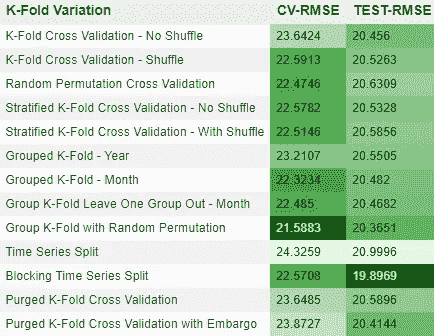 K-Fold Variation CV-RMSE TEST-RMSE
K-Fold Cross Validation - No Shuffle 23.6424 20.456
K-Fold Cross Validation - Shuffle 22.5913 20.5263
Random Permutation Cross Validation 22.4746 20.6309
Stratified K-Fold Cross Validation - No Shuffle 22.5782 20.5328
Stratified K-Fold Cross Validation - With Shuffle 22.5146 20.5856
Grouped K-Fold - Year 23.2107 20.5505
Grouped K-Fold - Month 22.3234 20.482
Group K-Fold Leave One Group Out - Month 22.485 20.4682
Group K-Fold with Random Permutation 21.5883 20.3651
Time Series Split 24.3259 20.9996
Blocking Time Series Split 22.5708 19.8969
Purged K-Fold Cross Validation 23.6485 20.5896
Purged K-Fold Cross Validation with Embargo 23.8727 20.4144